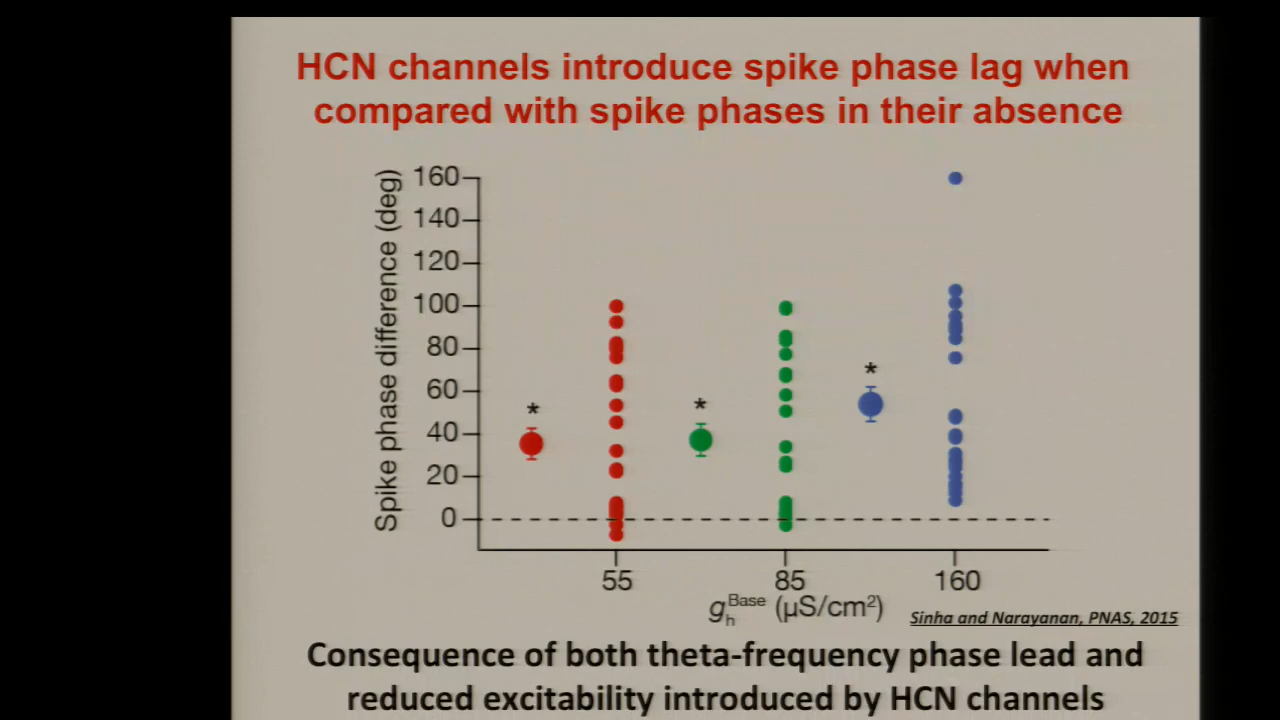 HCN channels introduce spike phase lag when
compared with spike phases in their absence
Spike phase difference (deg)
160
140
120
100
80
60
40
20
0
*
*
*
55
85
160
g_h^Base (µS/cm²)
Sinha and Narayanan, PNAS, 2015
Consequence of both theta-frequency phase lead and
reduced excitability introduced by HCN channels